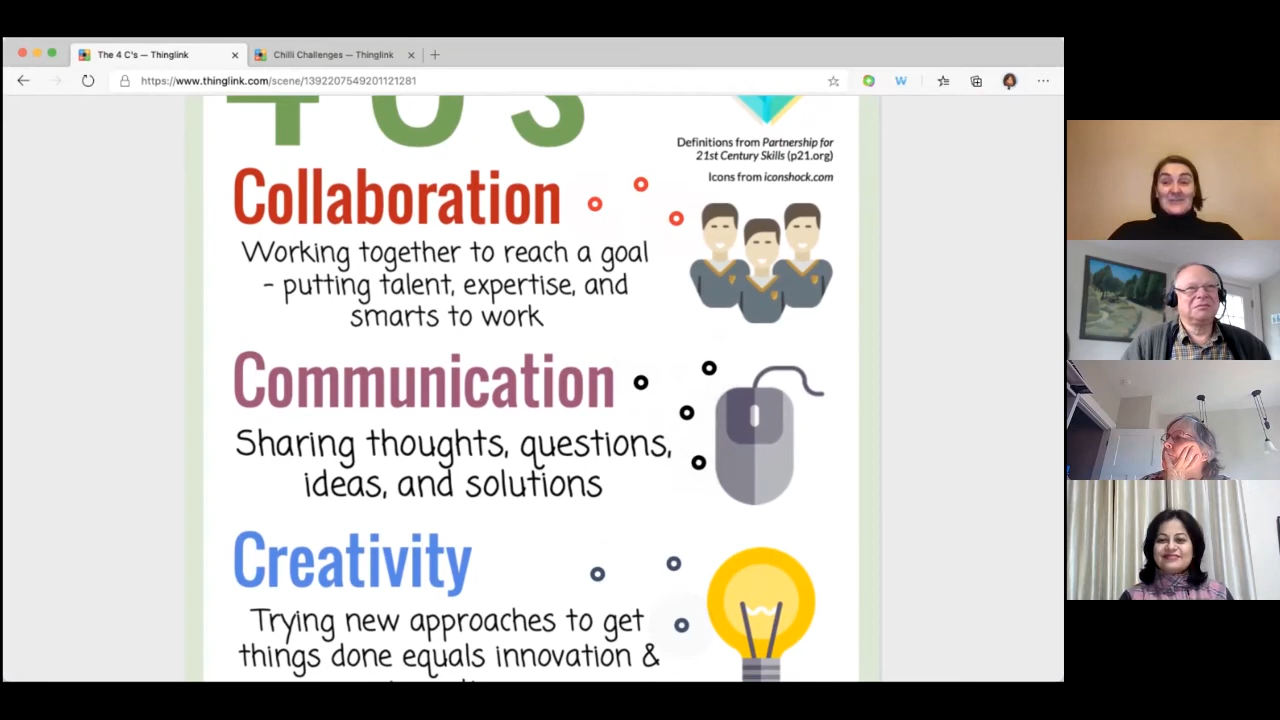 The 4 C's — Thinglink
Chilli Challenges — Thinglink
https://www.thinglink.com/scene/1392207549201121281
W
4 C's
Definitions from Partnership for
21st Century Skills (p21.org)
Icons from iconshock.com
Collaboration
Working together to reach a goal
- putting talent, expertise, and
smarts to work
Communication
Sharing thoughts, questions,
ideas, and solutions
Creativity
Trying new approaches to get
things done equals innovation &